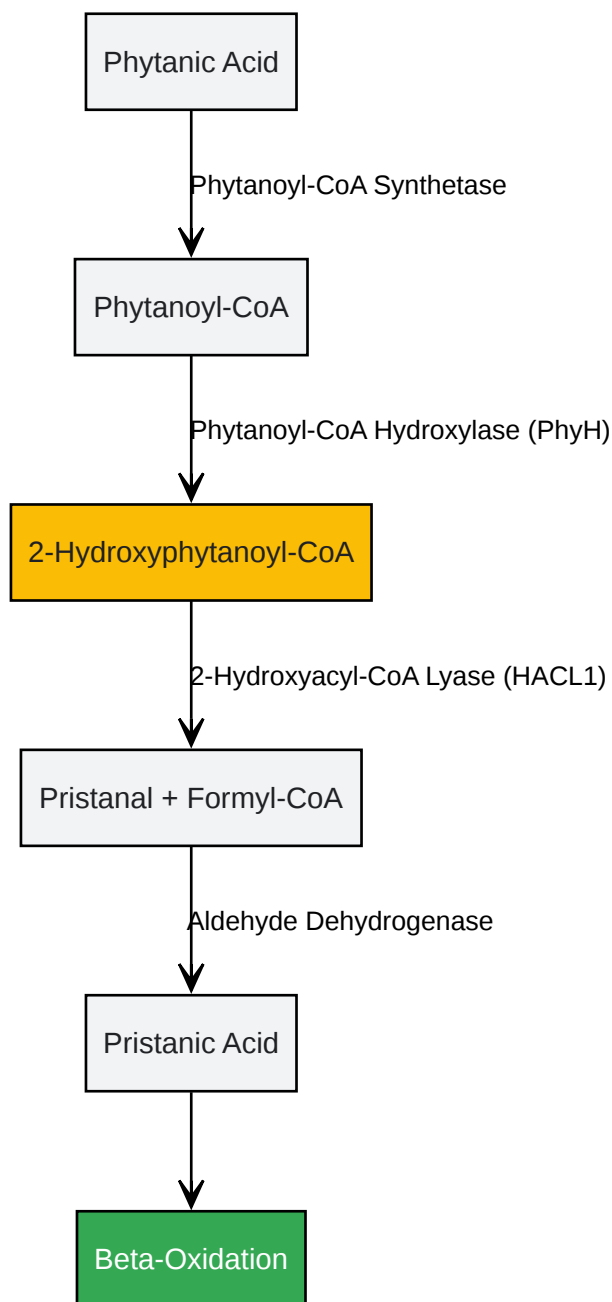 Phytanic Acid
Phytanoyl-CoA Synthetase
Phytanoyl-CoA
Phytanoyl-CoA Hydroxylase (PhyH)
2-Hydroxyphytanoyl-CoA
2-Hydroxyacyl-CoA Lyase (HACL1)
Pristanal + Formyl-CoA
Aldehyde Dehydrogenase
Pristanic Acid
Beta-Oxidation